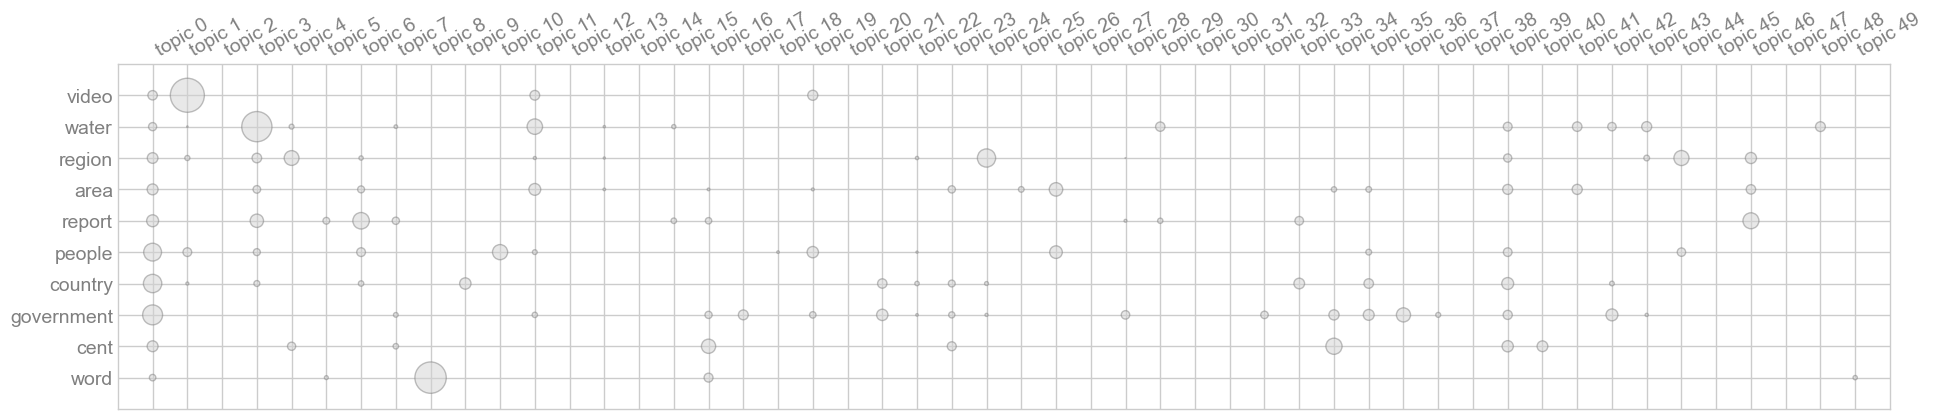 topic 0 topic 1 topic 2 topic 3 topic 4 topic 5 topic 6 topic 7 topic 8 topic 9 topic 10 topic 11 topic 12 topic 13 topic 14 topic 15 topic 16 topic 17 topic 18 topic 19 topic 20 topic 21 topic 22 topic 23 topic 24 topic 25 topic 26 topic 27 topic 28 topic 29 topic 30 topic 31 topic 32 topic 33 topic 34 topic 35 topic 36 topic 37 topic 38 topic 39 topic 40 topic 41 topic 42 topic 43 topic 44 topic 45 topic 46 topic 47 topic 48 topic 49
video
water
region
area
report
people
country
government
cent
word